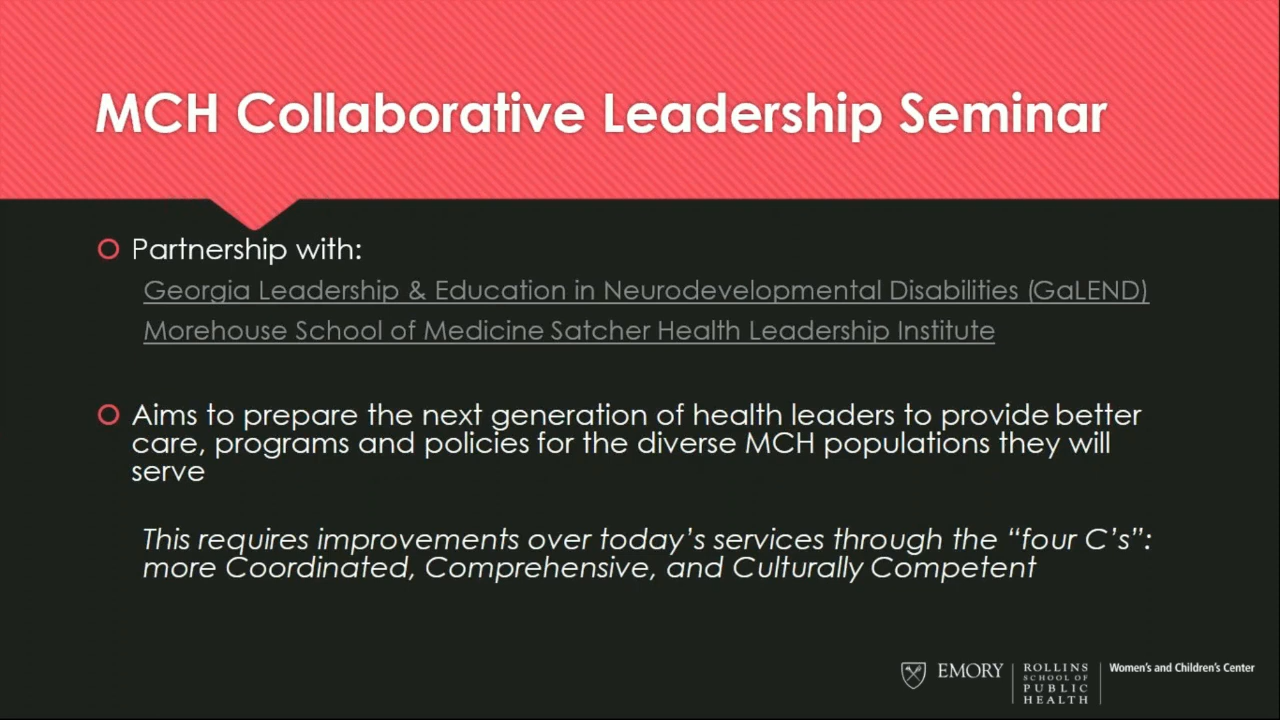 MCH Collaborative Leadership Seminar
Partnership with:
Georgia Leadership & Education in Neurodevelopmental Disabilities (GaLEND)
Morehouse School of Medicine Satcher Health Leadership Institute
Aims to prepare the next generation of health leaders to provide better
care, programs and policies for the diverse MCH populations they will
serve
This requires improvements over today's services through the “four C's”:
more Coordinated, Comprehensive, and Culturally Competent
EMORY
ROLLINS
SCHOOL OF
PUBLIC
HEALTH
Women's and Children's Center